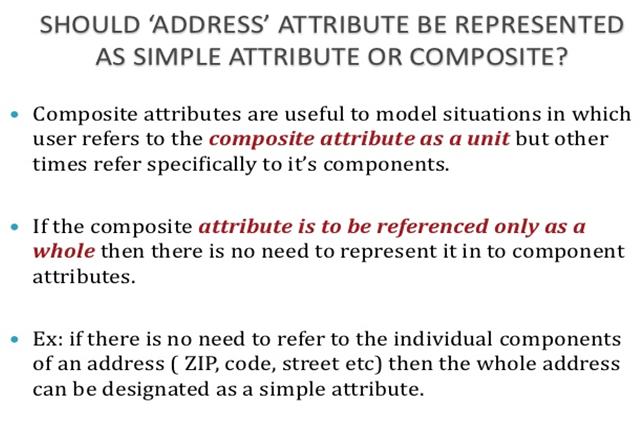 SHOULD ‘ADDRESS’ ATTRIBUTE BE REPRESENTED
AS SIMPLE ATTRIBUTE OR COMPOSITE?
• Composite attributes are useful to model situations in which
user refers to the composite attribute as a unit but other
times refer specifically to it’s components.
• If the composite attribute is to be referenced only as a
whole then there is no need to represent it in to component
attributes.
• Ex: if there is no need to refer to the individual components
of an address ( ZIP, code, street etc) then the whole address
can be designated as a simple attribute.